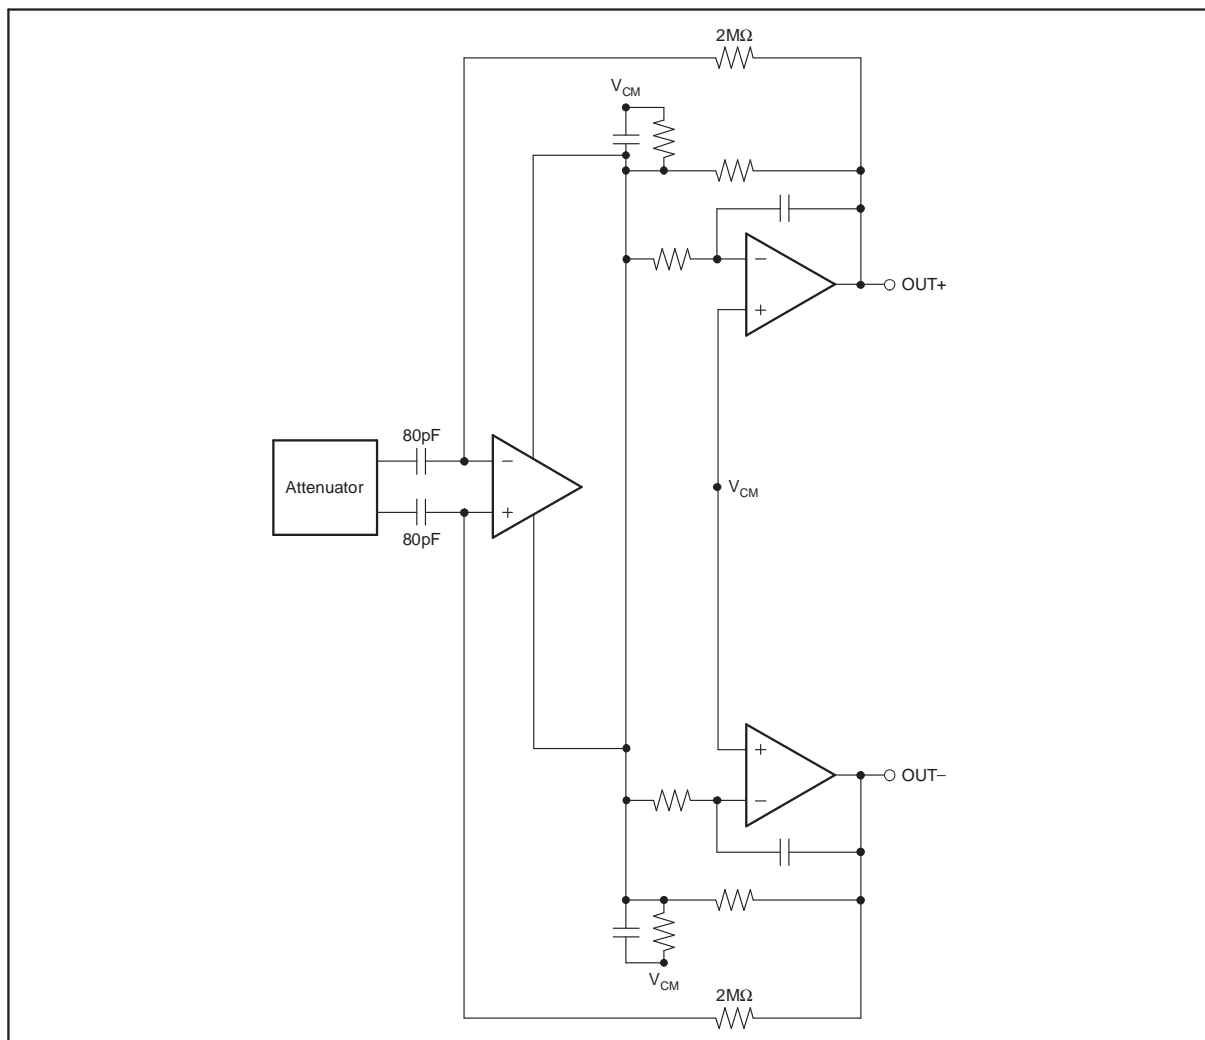 2MΩ
V_CM
−
+
OUT+
80pF
Attenuator
−
+
V_CM
80pF
+
−
OUT−
V_CM
2MΩ